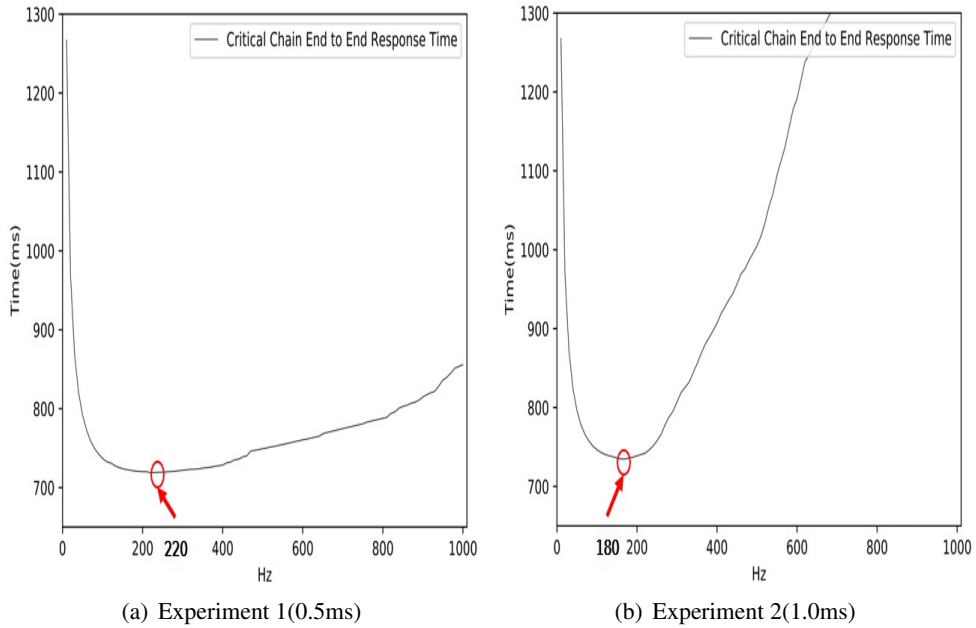 Critical Chain End to End Response Time
1300
1200
1100
1000
900
800
700
Time(ms)
0 200 220 400 600 800 1000
Hz
(a) Experiment 1(0.5ms)
Critical Chain End to End Response Time
1300
1200
1100
1000
900
800
700
Time(ms)
0 180 200 400 600 800 1000
Hz
(b) Experiment 2(1.0ms)